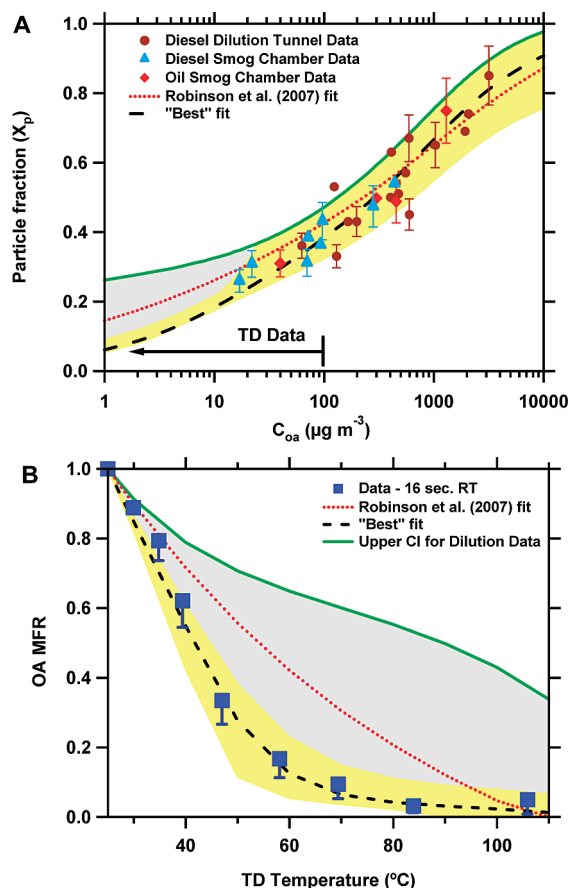 A
Diesel Dilution Tunnel Data
Diesel Smog Chamber Data
Oil Smog Chamber Data
Robinson et al. (2007) fit
"Best" fit
1.0
0.8
0.6
0.4
0.2
0.0
Particle fraction (Xp)
TD Data
1 10 100 1000 10000
Coa (µg m-3)
B
Data - 16 sec. RT
Robinson et al. (2007) fit
"Best" fit
Upper CI for Dilution Data
1.0
0.8
0.6
0.4
0.2
0.0
OA MFR
40 60 80 100
TD Temperature (ºC)